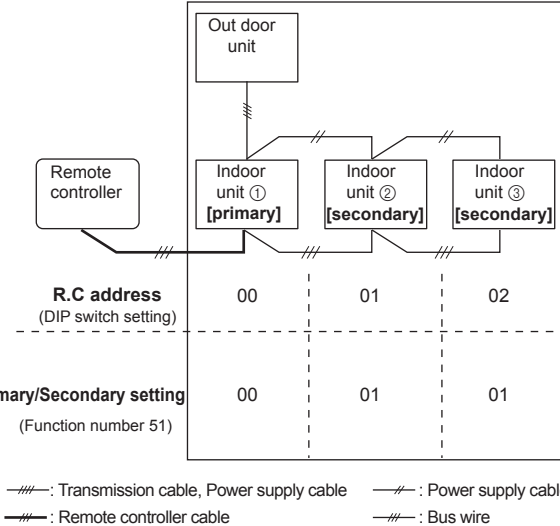 Out door
unit
Remote
controller
Indoor
unit ①
[primary]
Indoor
unit ②
[secondary]
Indoor
unit ③
[secondary]
R.C address 00 01 02
(DIP switch setting)
mary/Secondary setting 00 01 01
(Function number 51)
: Transmission cable, Power supply cable : Power supply cabl
: Remote controller cable : Bus wire